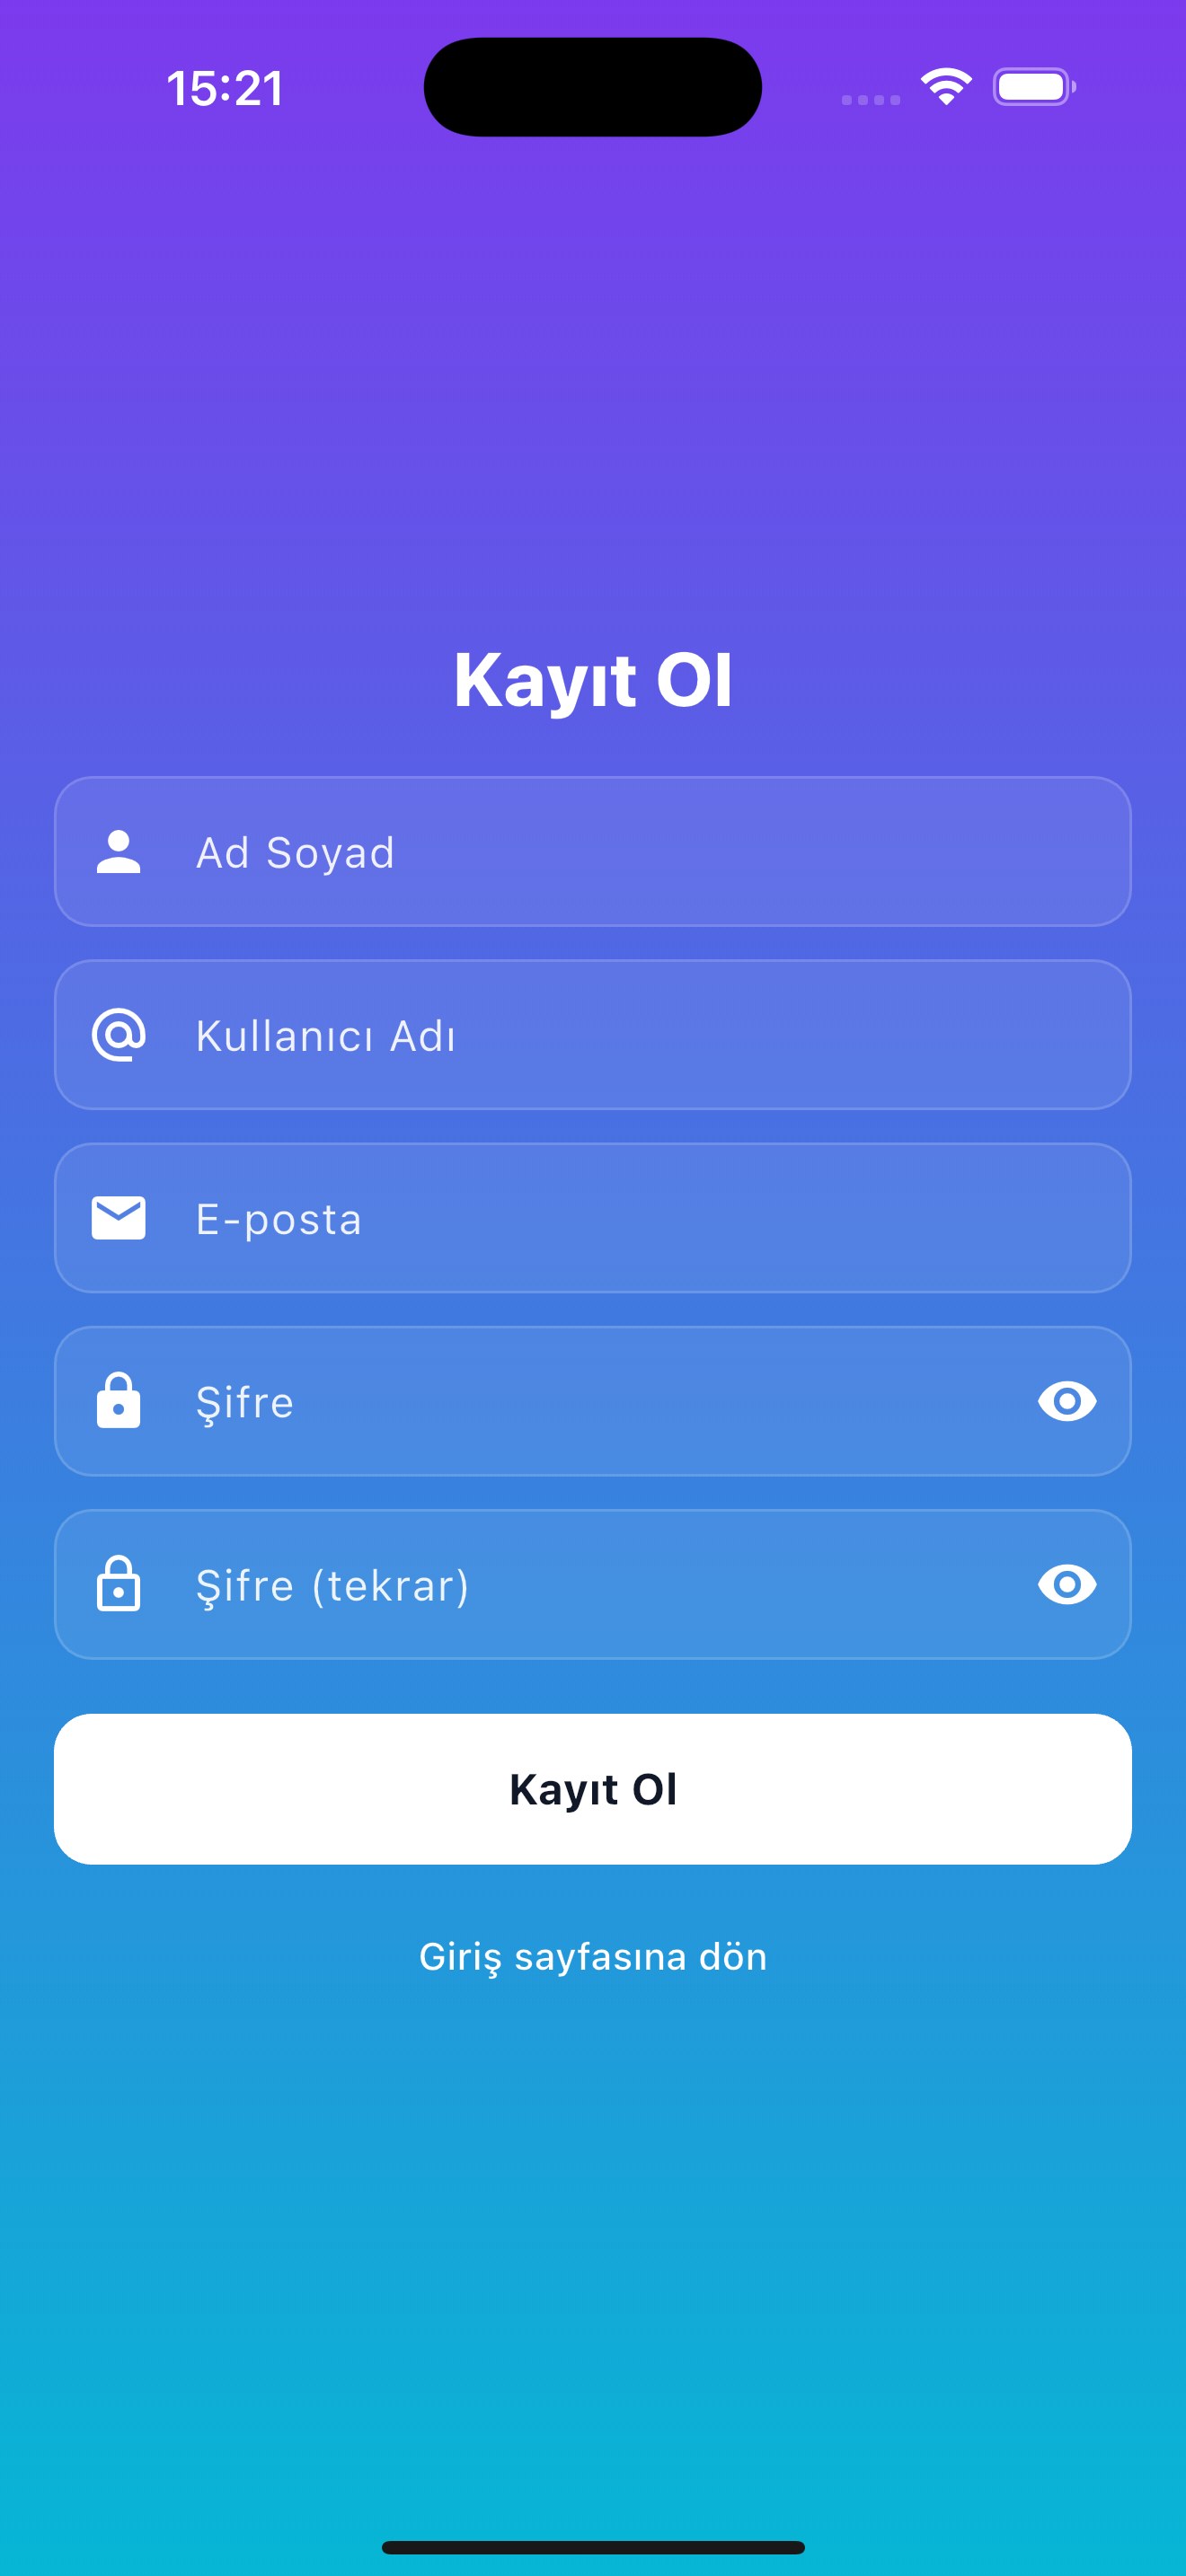 15:21
Kayıt Ol
Ad Soyad
Kullanıcı Adı
E-posta
Şifre
Şifre (tekrar)
Kayıt Ol
Giriş sayfasına dön